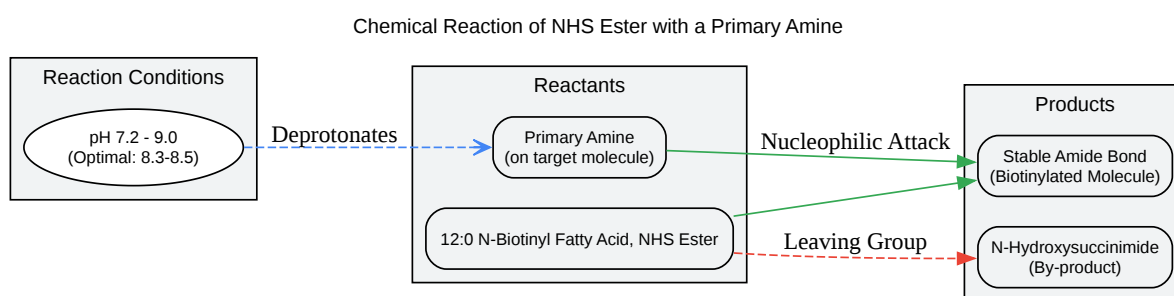 Chemical Reaction of NHS Ester with a Primary Amine
Reaction Conditions
pH 7.2 - 9.0
(Optimal: 8.3-8.5)
Deprotonates
Reactants
Primary Amine
(on target molecule)
12:0 N-Biotinyl Fatty Acid, NHS Ester
Nucleophilic Attack
Leaving Group
Products
Stable Amide Bond
(Biotinylated Molecule)
N-Hydroxysuccinimide
(By-product)